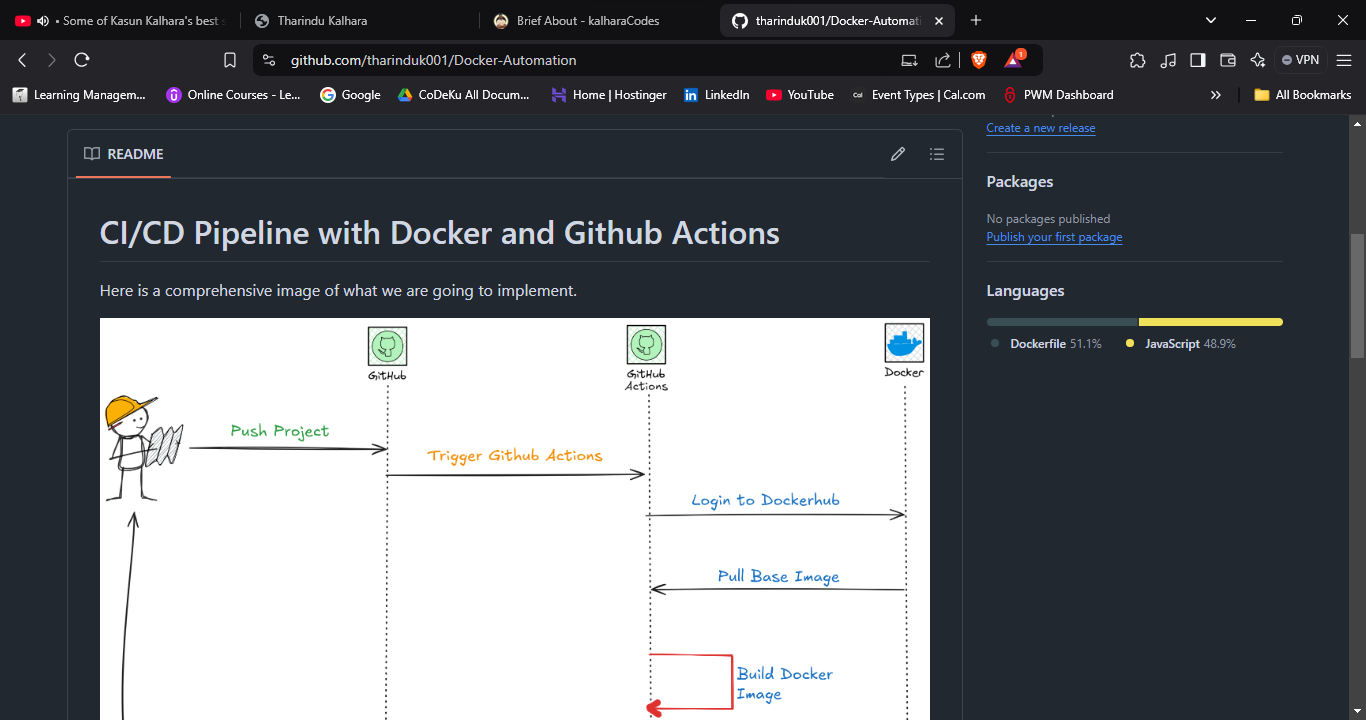 Some of Kasun Kalhara's best
Tharindu Kalhara
Brief About - kalharaCodes
tharinduk001/Docker-Automati
github.com/tharinduk001/Docker-Automation
1
VPN
Learning Managem...
Online Courses - Le...
Google
CoDeKu All Docum...
Home | Hostinger
LinkedIn
YouTube
Cal
Event Types | Cal.com
PWM Dashboard
All Bookmarks
README
CI/CD Pipeline with Docker and Github Actions
Here is a comprehensive image of what we are going to implement.
GitHub
GitHub
Actions
Docker
Push Project
Trigger Github Actions
Login to Dockerhub
Pull Base Image
Build Docker
Image
Create a new release
Packages
No packages published
Publish your first package
Languages
Dockerfile 51.1%
JavaScript 48.9%